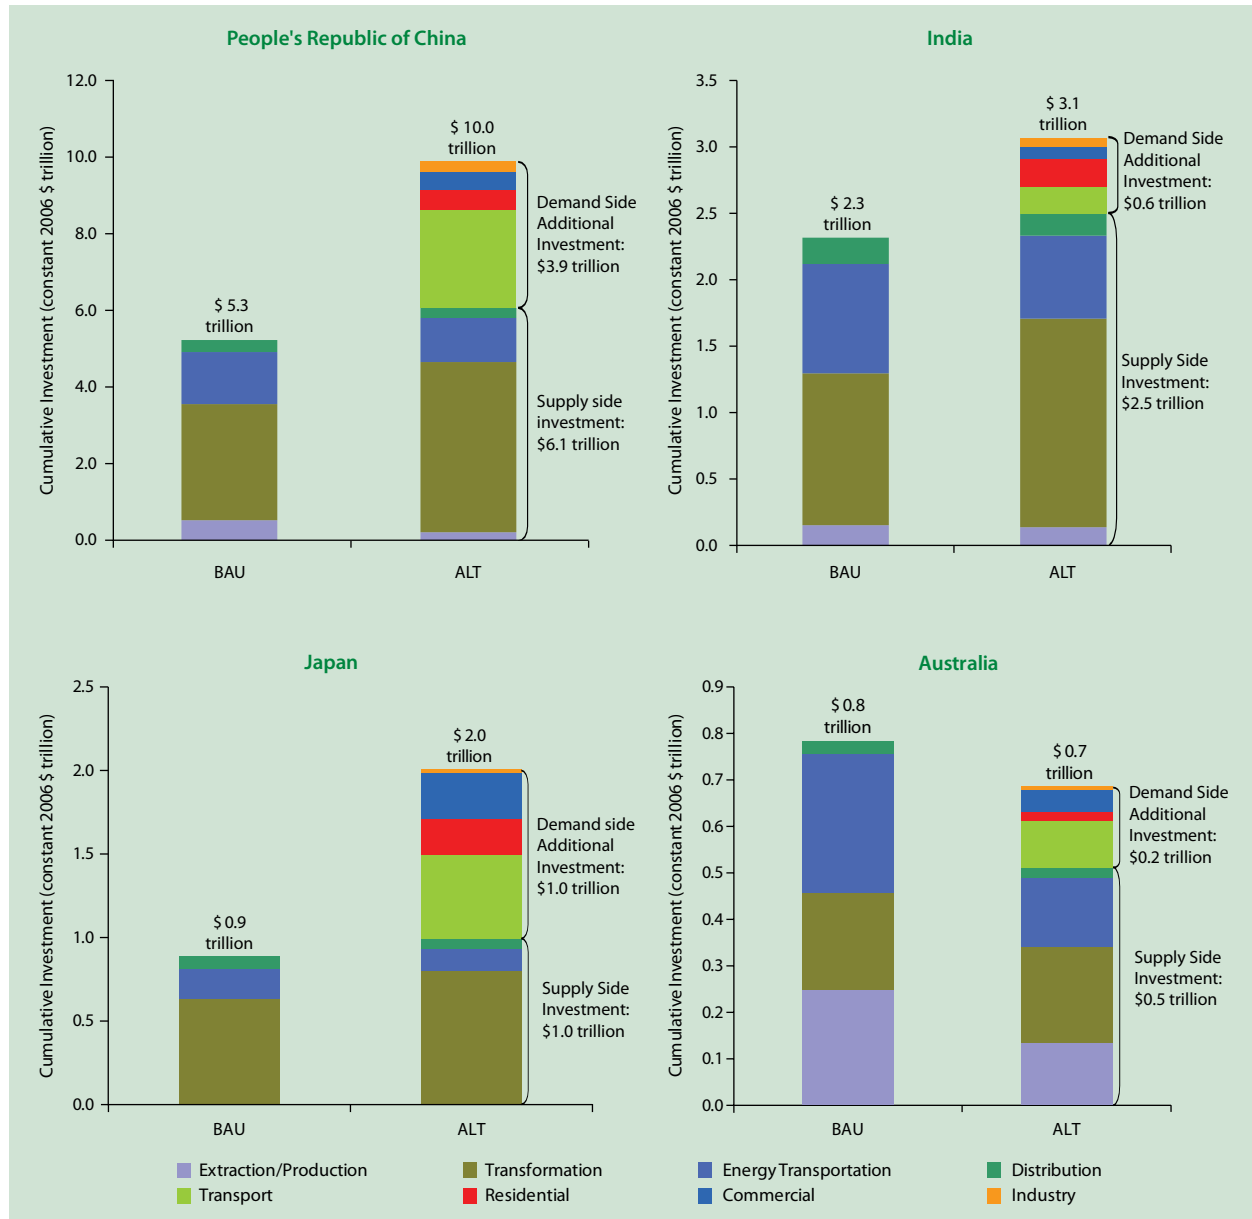 People's Republic of China
Cumulative Investment (constant 2006 $ trillion)
12.0
10.0
8.0
6.0
4.0
2.0
0.0
$ 5.3
trillion
$ 10.0
trillion
Demand Side
Additional
Investment:
$3.9 trillion
Supply side
investment:
$6.1 trillion
BAU
ALT
India
Cumulative Investment (constant 2006 $ trillion)
3.5
3.0
2.5
2.0
1.5
1.0
0.5
0.0
$ 2.3
trillion
$ 3.1
trillion
Demand Side
Additional
Investment:
$0.6 trillion
Supply Side
Investment:
$2.5 trillion
BAU
ALT
Japan
Cumulative Investment (constant 2006 $ trillion)
2.5
2.0
1.5
1.0
0.5
0.0
$ 0.9
trillion
$ 2.0
trillion
Demand side
Additional
Investment:
$1.0 trillion
Supply Side
Investment:
$1.0 trillion
BAU
ALT
Australia
Cumulative Investment (constant 2006 $ trillion)
0.9
0.8
0.7
0.6
0.5
0.4
0.3
0.2
0.1
0.0
$ 0.8
trillion
$ 0.7
trillion
Demand Side
Additional
Investment:
$0.2 trillion
Supply Side
Investment:
$0.5 trillion
BAU
ALT
Extraction/Production
Transformation
Energy Transportation
Distribution
Transport
Residential
Commercial
Industry